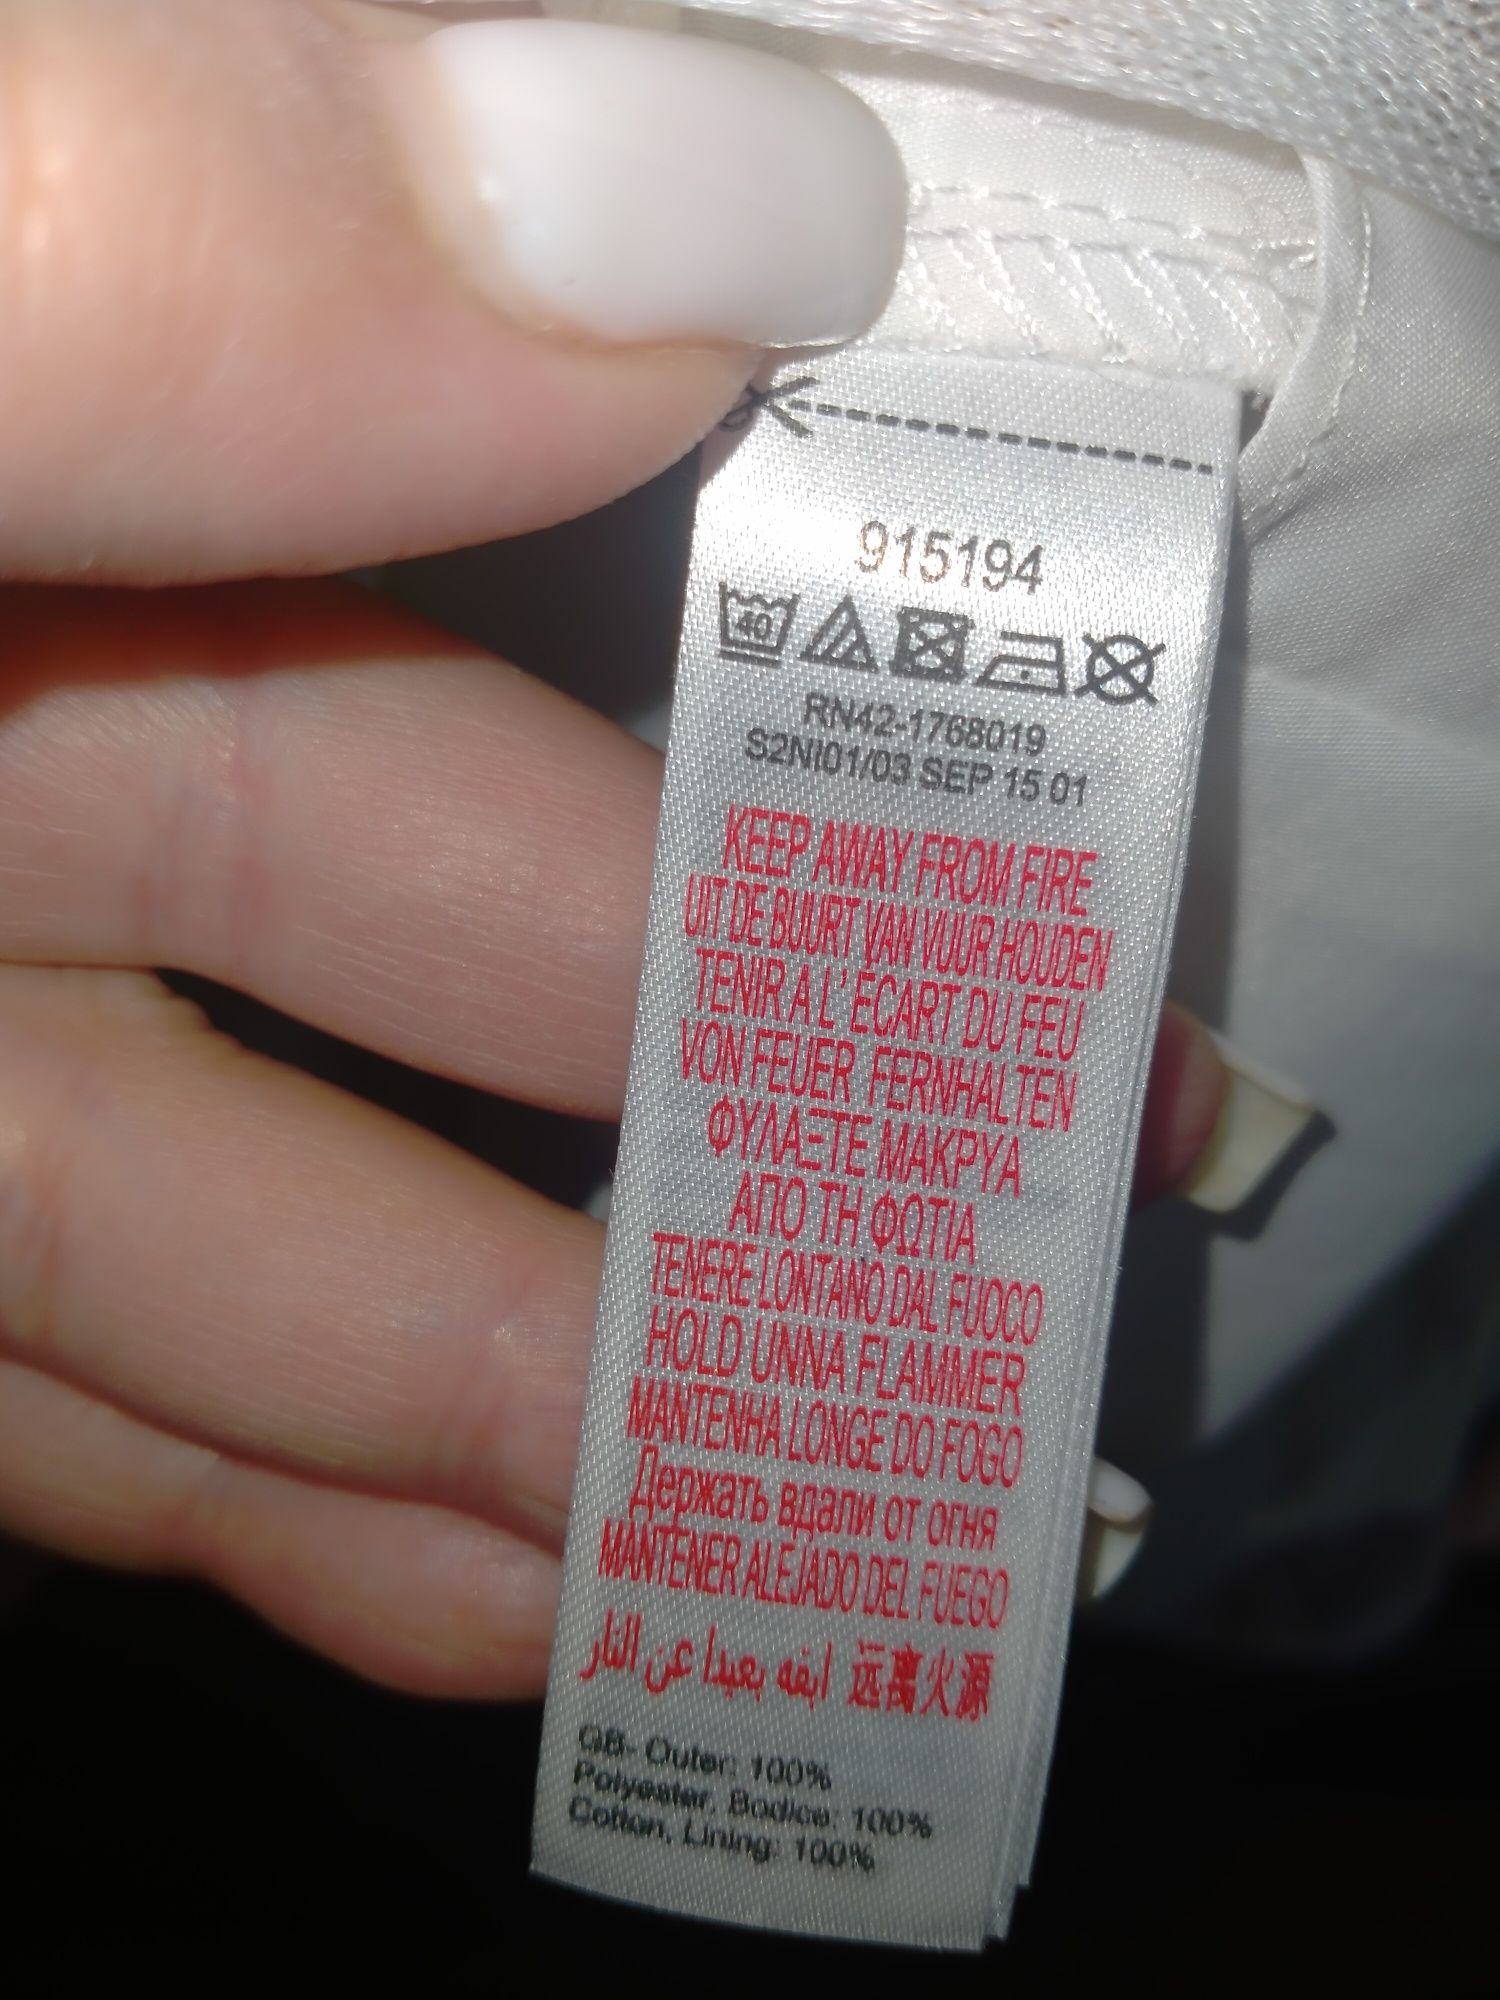 915194
40
RN42-1768019
S2NI01/03 SEP 15 01
KEEP AWAY FROM FIRE
UIT DE BUURT VAN VUUR HOUDEN
TENIR A L'ECART DU FEU
VON FEUER FERNHALTEN
ΦΥΛΑΞΤΕ ΜΑΚΡΥΑ
ΑΠΟ ΤΗ ΦΩΤΙΑ
TENERE LONTANO DAL FUOCO
HOLD UNNA FLAMMER
MANTENHA LONGE DO FOGO
Держать вдали от огня
MANTENER ALEJADO DEL FUEGO
ابقه بعيدا عن النار 远离火源
GB- Outer: 100%
Polyester, Bodice: 100%
Cotton, Lining: 100%